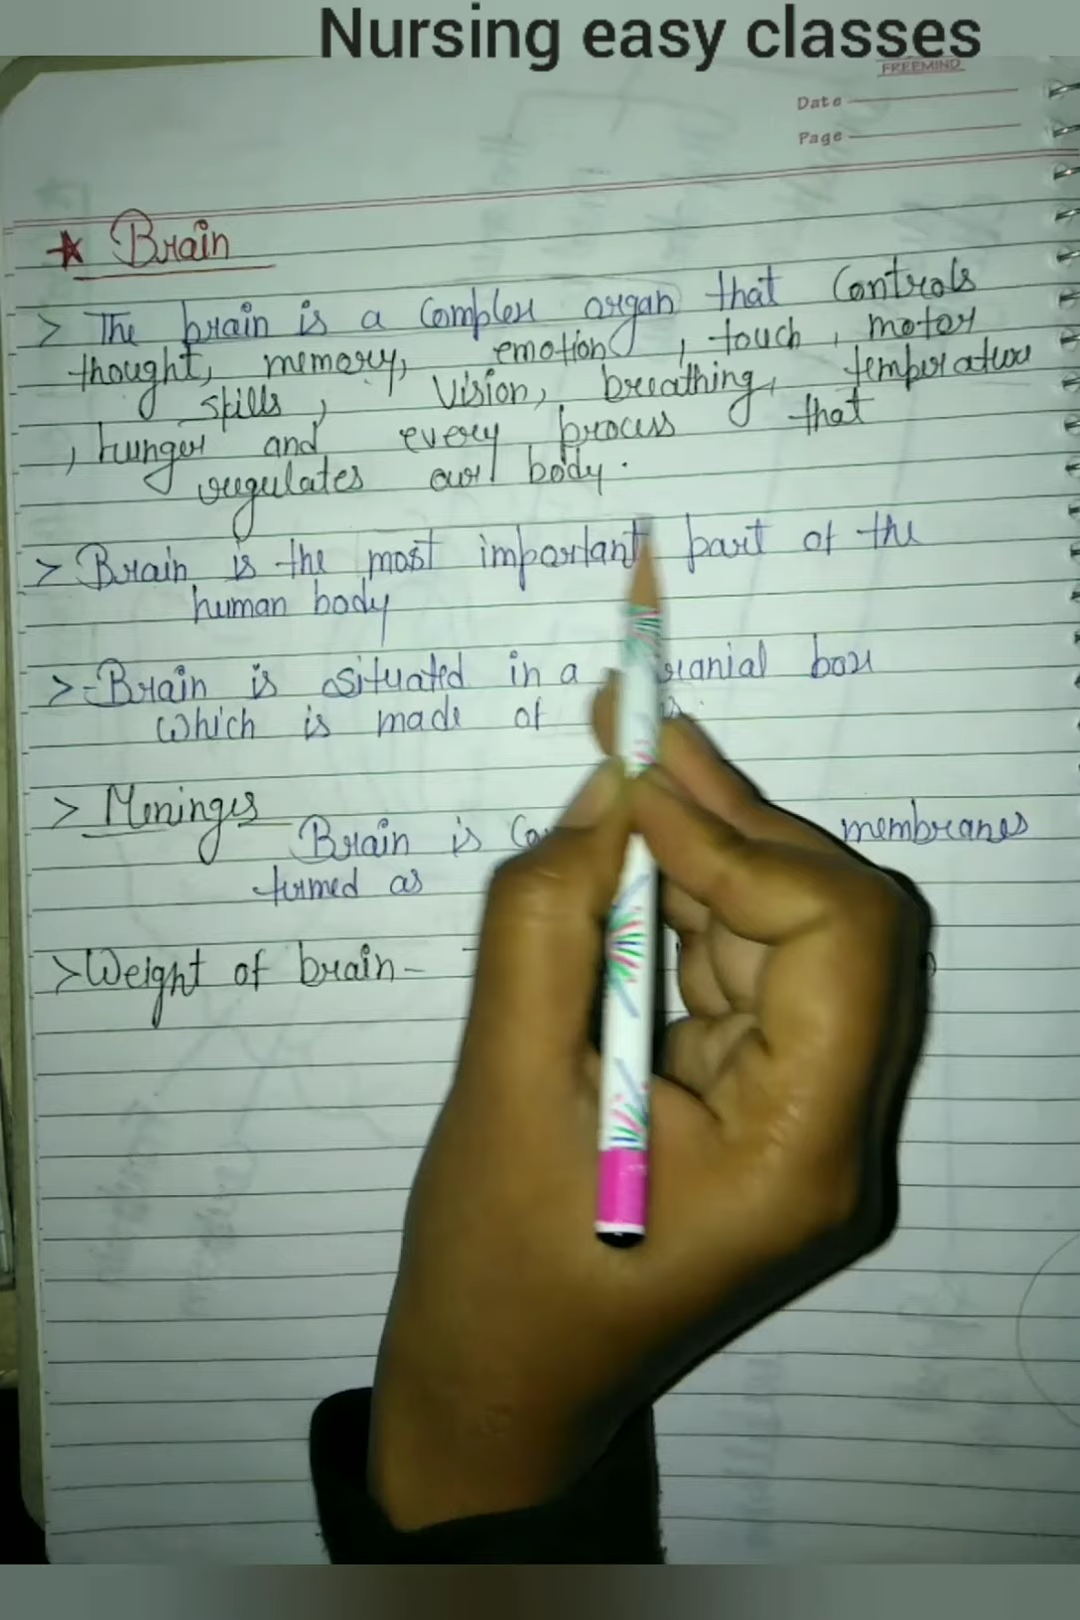 Nursing easy classes
FREEMIND
Date
Page
★ Brain
> The brain is a complex organ that controls
thought, memory, emotion, touch, motor
skills, vision, breathing, temperature
, hunger and every process that
regulates our body.
> Brain is the most important part of the
human body
>- Brain is situated in a box
which is made of
> Meninges
Brain is membranes
termed as
> Weight of brain -